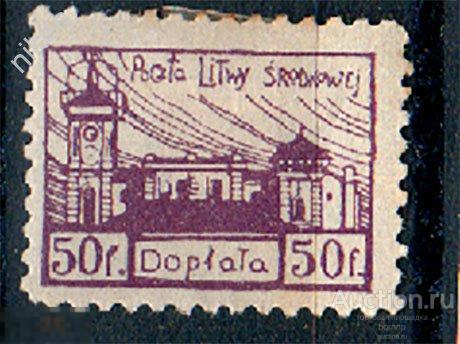 Poczta LITWY ŚRODKOWEJ
50f. Dopłata 50f.
Auction.ru